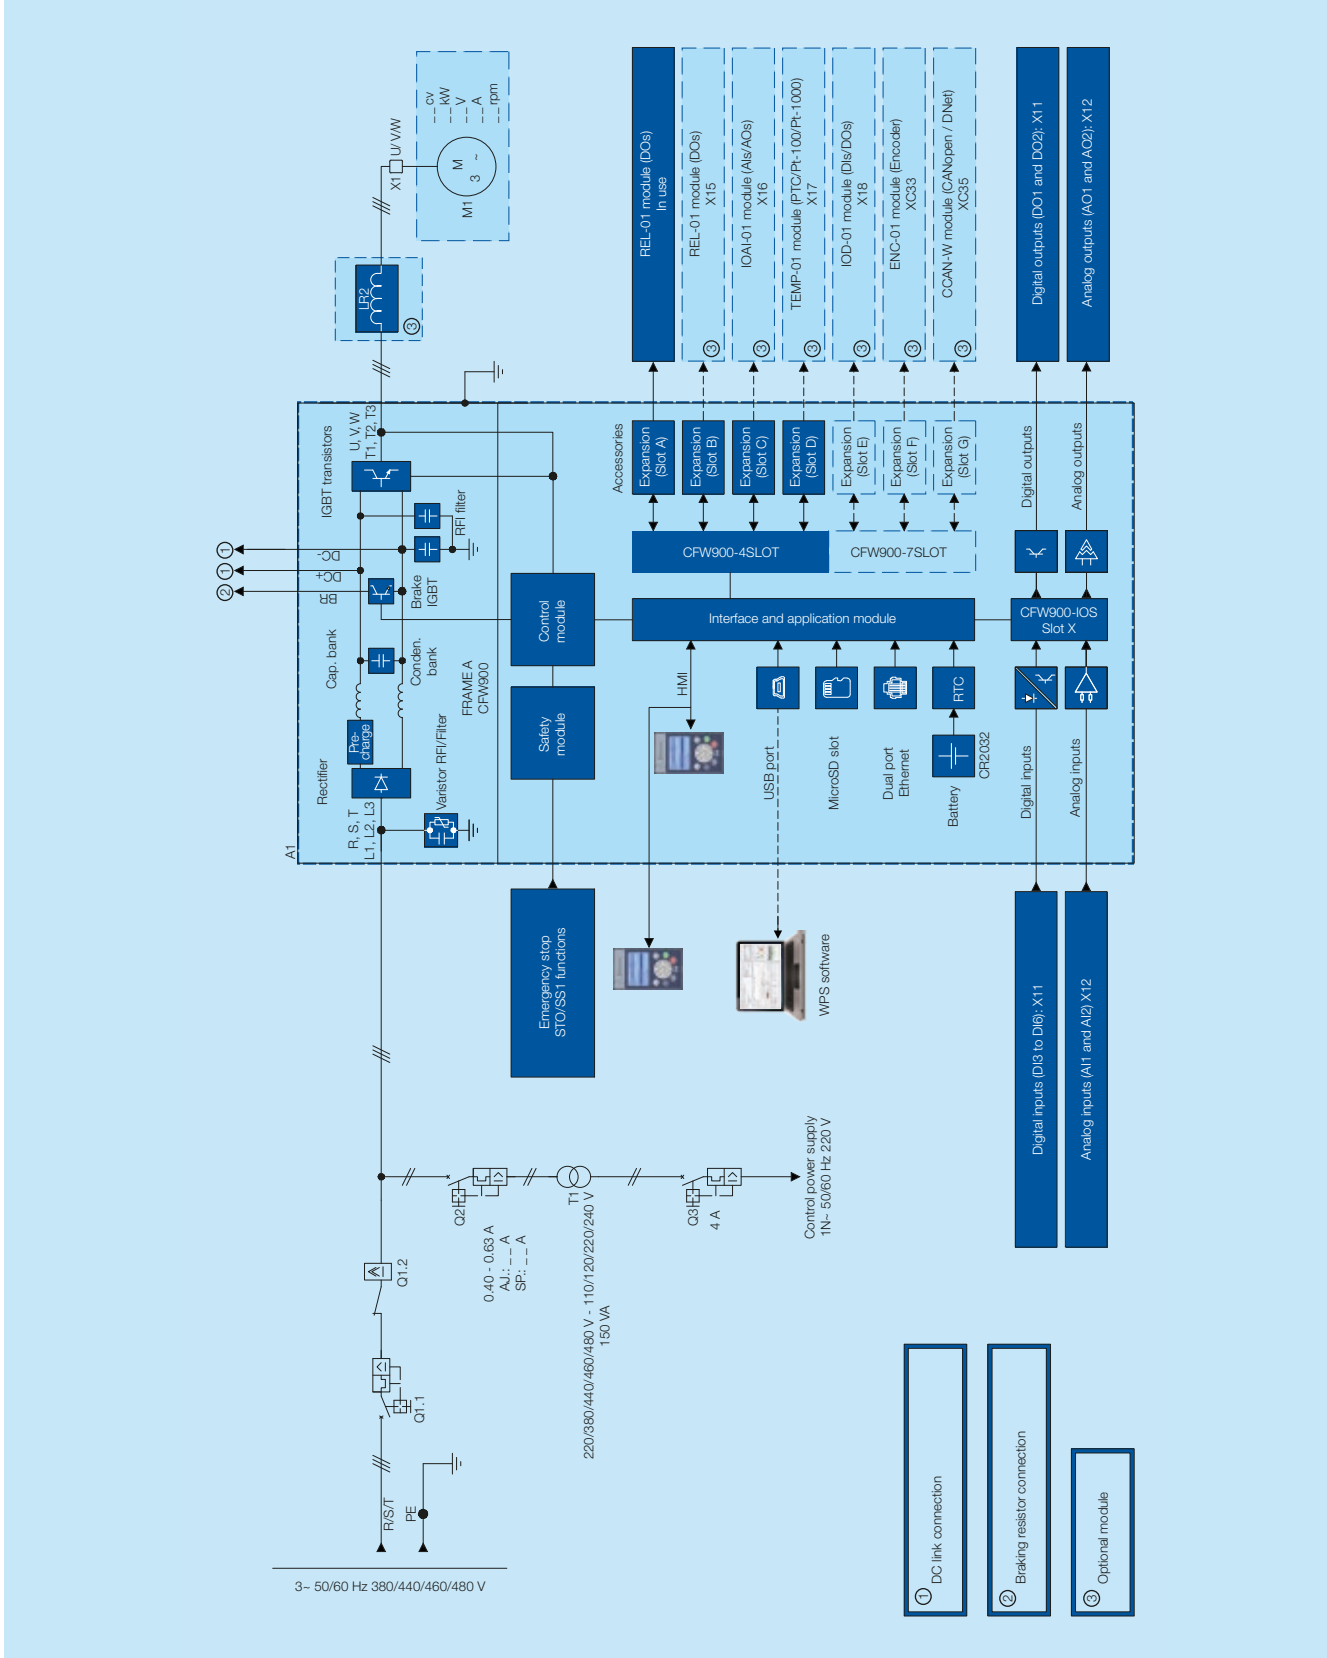 3~ 50/60 Hz 380/440/460/480 V
R/S/T
PE
Q1.1
Q1.2
Q2
0.40 - 0.63 A
AJ.: _ _ A
SP.: _ _ A
T1
220/380/440/460/480 V - 110/120/220/240 V
150 VA
Q3
4 A
Control power supply
1N~ 50/60 Hz 220 V
A1
R, S, T
L1, L2, L3
Varistor RFI/Filter
Rectifier
Pre-
charge
Cap. bank
Conden.
bank
BR
DC+
DC-
2
1
1
Brake
IGBT
RFI filter
IGBT transistors
U, V, W
T1, T2, T3
LR2
3
X1
U/V/W
M1
M
3 ~
_ _ cv
_ _ kW
_ _ V
_ _ A
_ _ rpm
FRAME A
CFW900
Emergency stop
STO/SS1 functions
Safety
module
Control
module
HMI
WPS software
USB port
MicroSD slot
Dual port
Ethernet
Battery
CR2032
RTC
Interface and application module
CFW900-4SLOT
CFW900-7SLOT
Accessories
Expansion
(Slot A)
Expansion
(Slot B)
Expansion
(Slot C)
Expansion
(Slot D)
Expansion
(Slot E)
Expansion
(Slot F)
Expansion
(Slot G)
REL-01 module (DOs)
In use
REL-01 module (DOs)
X15
3
IOAI-01 module (AIs/AOs)
X16
3
TEMP-01 module (PTC/Pt-100/Pt-1000)
X17
3
IOD-01 module (DIs/DOs)
X18
3
ENC-01 module (Encoder)
XC33
3
CCAN-W module (CANopen / DNet)
XC35
3
Digital inputs (DI3 to DI6): X11
Analog inputs (AI1 and AI2) X12
Digital inputs
Analog inputs
CFW900-IOS
Slot X
Digital outputs
Analog outputs
Digital outputs (DO1 and DO2): X11
Analog outputs (AO1 and AO2): X12
1 DC link connection
2 Braking resistor connection
3 Optional module